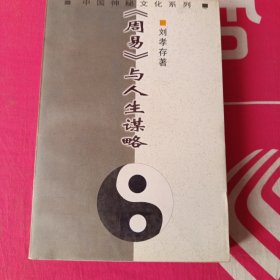 中国神秘文化系列
《周易》与人生谋略
刘孝存著